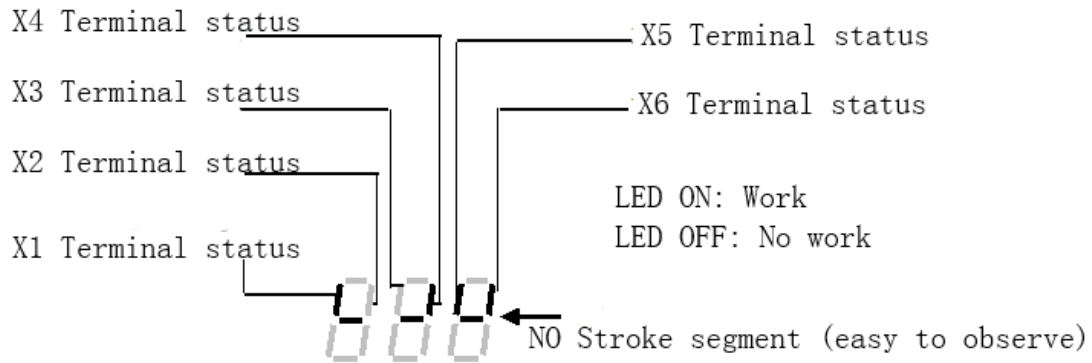 X4 Terminal status
X5 Terminal status
X3 Terminal status
X6 Terminal status
X2 Terminal status
LED ON: Work
LED OFF: No work
X1 Terminal status
NO Stroke segment (easy to observe)